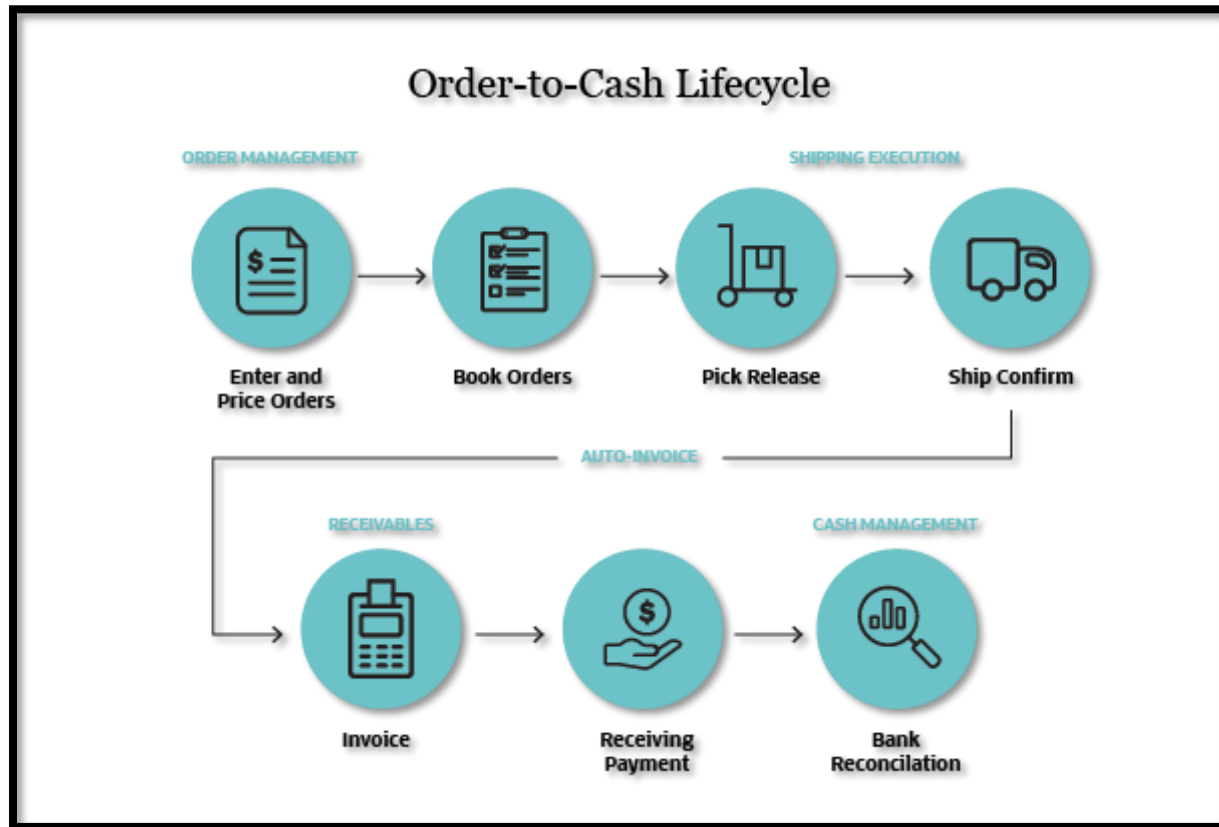 Order-to-Cash Lifecycle
ORDER MANAGEMENT
SHIPPING EXECUTION
$
Enter and
Price Orders
Book Orders
Pick Release
Ship Confirm
AUTO-INVOICE
RECEIVABLES
CASH MANAGEMENT
$
Invoice
Receiving
Payment
Bank
Reconcilation